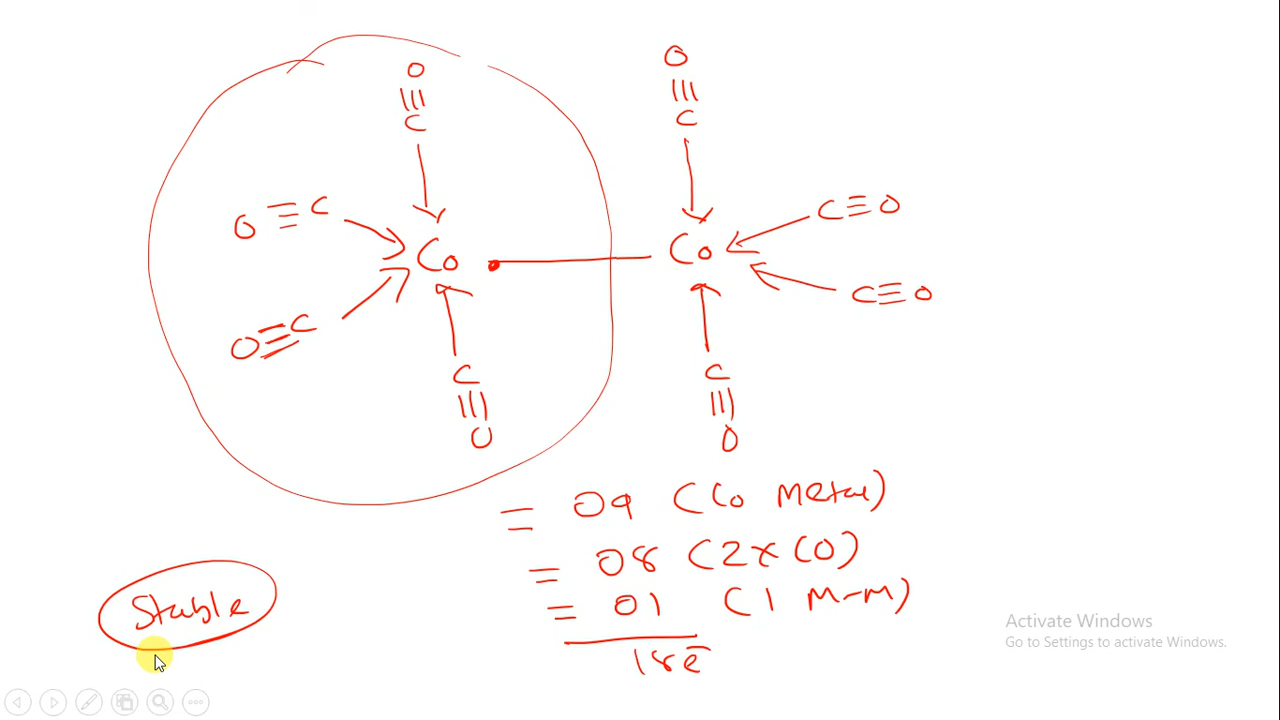 O
≡
C
O
≡
C
O≡C
C≡O
Co
Co
O≡C
C≡O
C
≡
O
C
≡
O
= 09 (Co metal)
= 08 (2x CO)
= 01 (1 M-M)
18e̅
Stable
Activate Windows
Go to Settings to activate Windows.